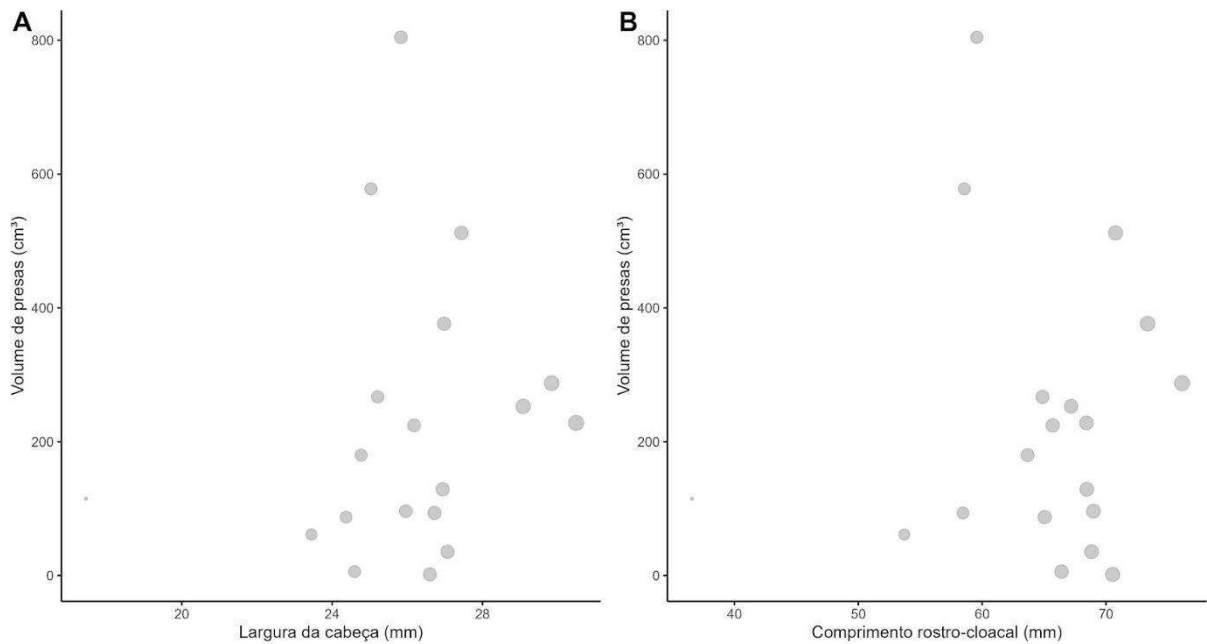 A
800
600
400
200
0
Volume de presas (cm³)
20
24
28
Largura da cabeça (mm)
B
800
600
400
200
0
Volume de presas (cm³)
40
50
60
70
Comprimento rostro-cloacal (mm)